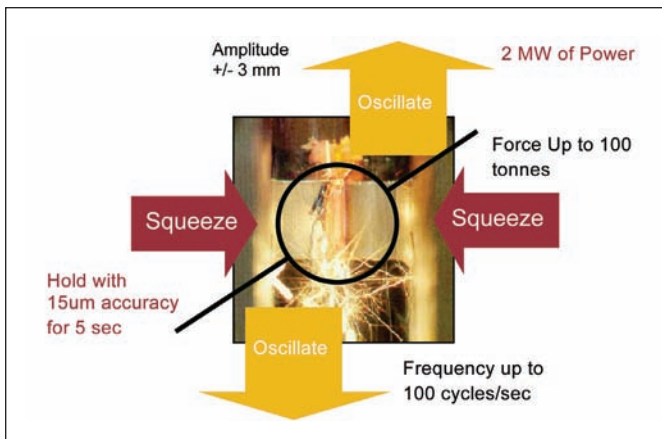 Amplitude
+/- 3 mm
2 MW of Power
Oscillate
Force Up to 100
tonnes
Squeeze
Squeeze
Hold with
15um accuracy
for 5 sec
Oscillate
Frequency up to
100 cycles/sec